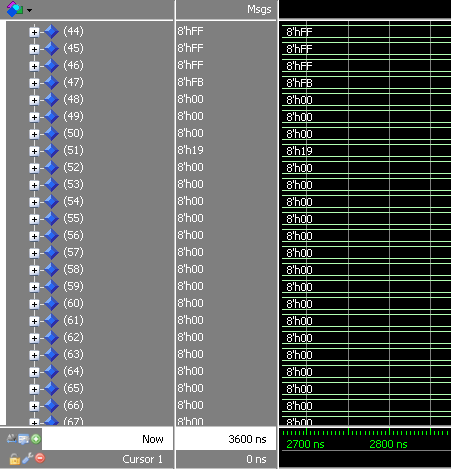 Msgs
(44) 8'hFF 8'hFF
(45) 8'hFF 8'hFF
(46) 8'hFF 8'hFF
(47) 8'hFB 8'hFB
(48) 8'h00 8'h00
(49) 8'h00 8'h00
(50) 8'h00 8'h00
(51) 8'h19 8'h19
(52) 8'h00 8'h00
(53) 8'h00 8'h00
(54) 8'h00 8'h00
(55) 8'h00 8'h00
(56) 8'h00 8'h00
(57) 8'h00 8'h00
(58) 8'h00 8'h00
(59) 8'h00 8'h00
(60) 8'h00 8'h00
(61) 8'h00 8'h00
(62) 8'h00 8'h00
(63) 8'h00 8'h00
(64) 8'h00 8'h00
(65) 8'h00 8'h00
(66) 8'h00 8'h00
(67) 8'h00 8'h00
Now 3600 ns 2700 ns 2800 ns
Cursor 1 0 ns